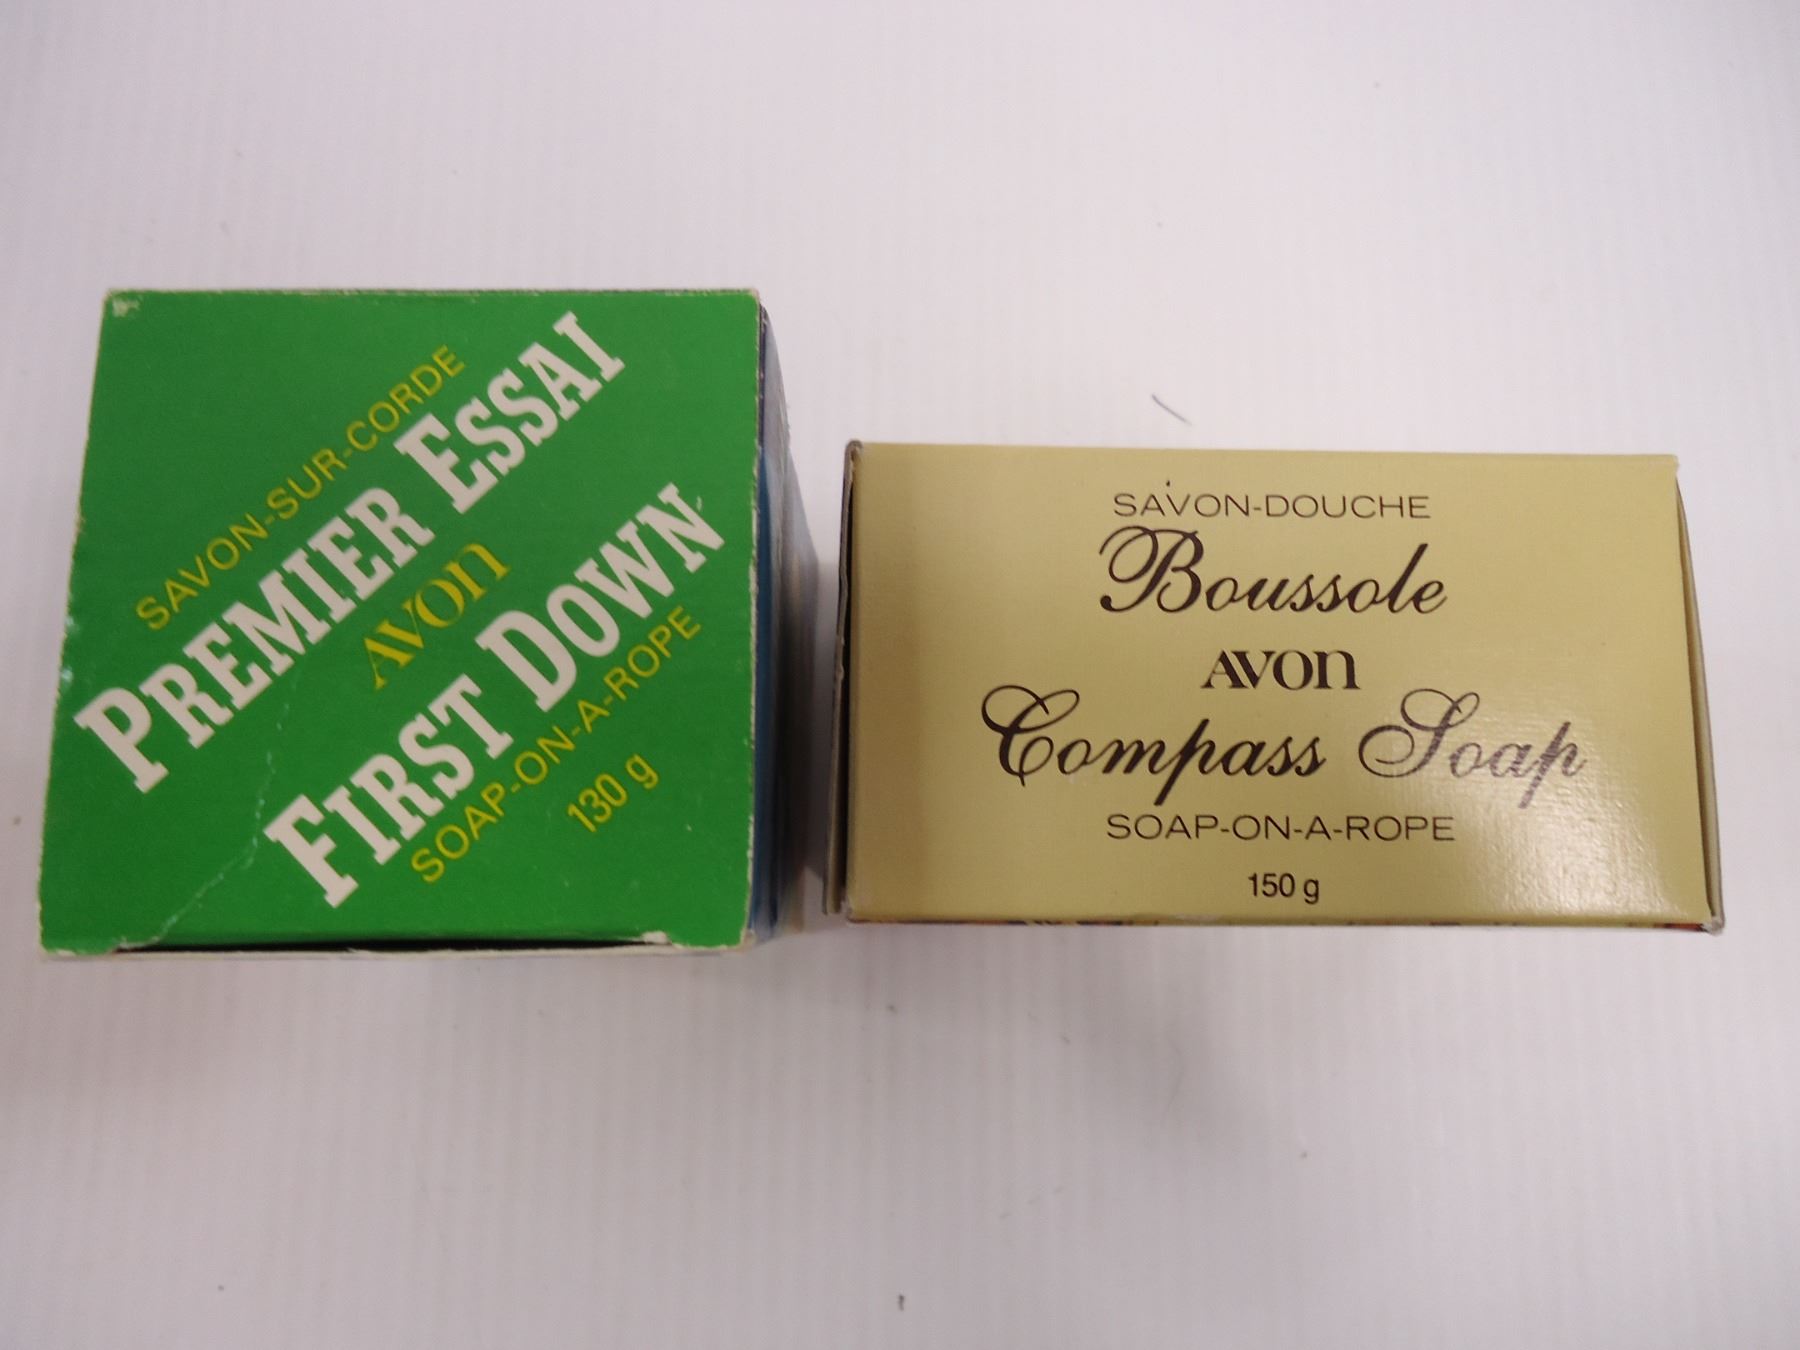 SAVON-SUR-CORDE
PREMIER ESSAI
AVON
FIRST DOWN
SOAP-ON-A-ROPE
130 g
SAVON-DOUCHE
Boussole
AVON
Compass Soap
SOAP-ON-A-ROPE
150 g